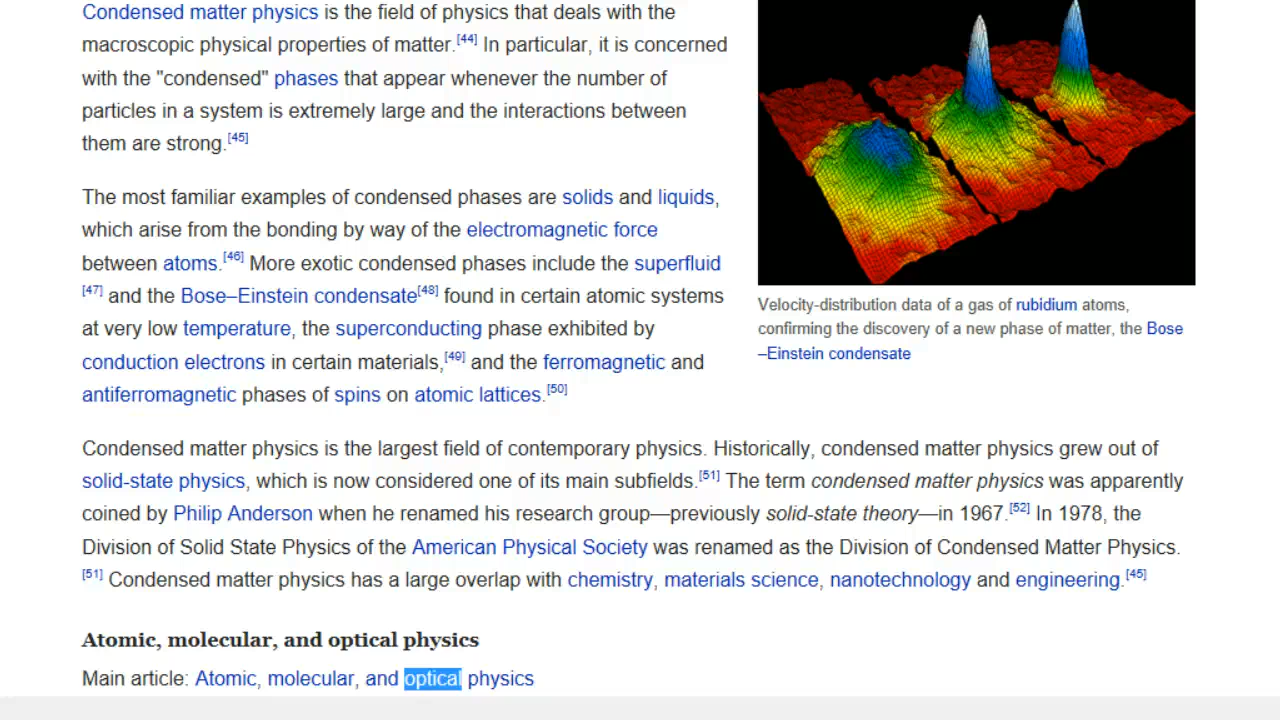 Condensed matter physics is the field of physics that deals with the
macroscopic physical properties of matter.[44] In particular, it is concerned
with the "condensed" phases that appear whenever the number of
particles in a system is extremely large and the interactions between
them are strong.[45]
The most familiar examples of condensed phases are solids and liquids,
which arise from the bonding by way of the electromagnetic force
between atoms.[46] More exotic condensed phases include the superfluid
[47] and the Bose–Einstein condensate[48] found in certain atomic systems
at very low temperature, the superconducting phase exhibited by
conduction electrons in certain materials,[49] and the ferromagnetic and
antiferromagnetic phases of spins on atomic lattices.[50]
Velocity-distribution data of a gas of rubidium atoms,
confirming the discovery of a new phase of matter, the Bose
–Einstein condensate
Condensed matter physics is the largest field of contemporary physics. Historically, condensed matter physics grew out of
solid-state physics, which is now considered one of its main subfields.[51] The term condensed matter physics was apparently
coined by Philip Anderson when he renamed his research group—previously solid-state theory—in 1967.[52] In 1978, the
Division of Solid State Physics of the American Physical Society was renamed as the Division of Condensed Matter Physics.
[51] Condensed matter physics has a large overlap with chemistry, materials science, nanotechnology and engineering.[45]
Atomic, molecular, and optical physics
Main article: Atomic, molecular, and optical physics